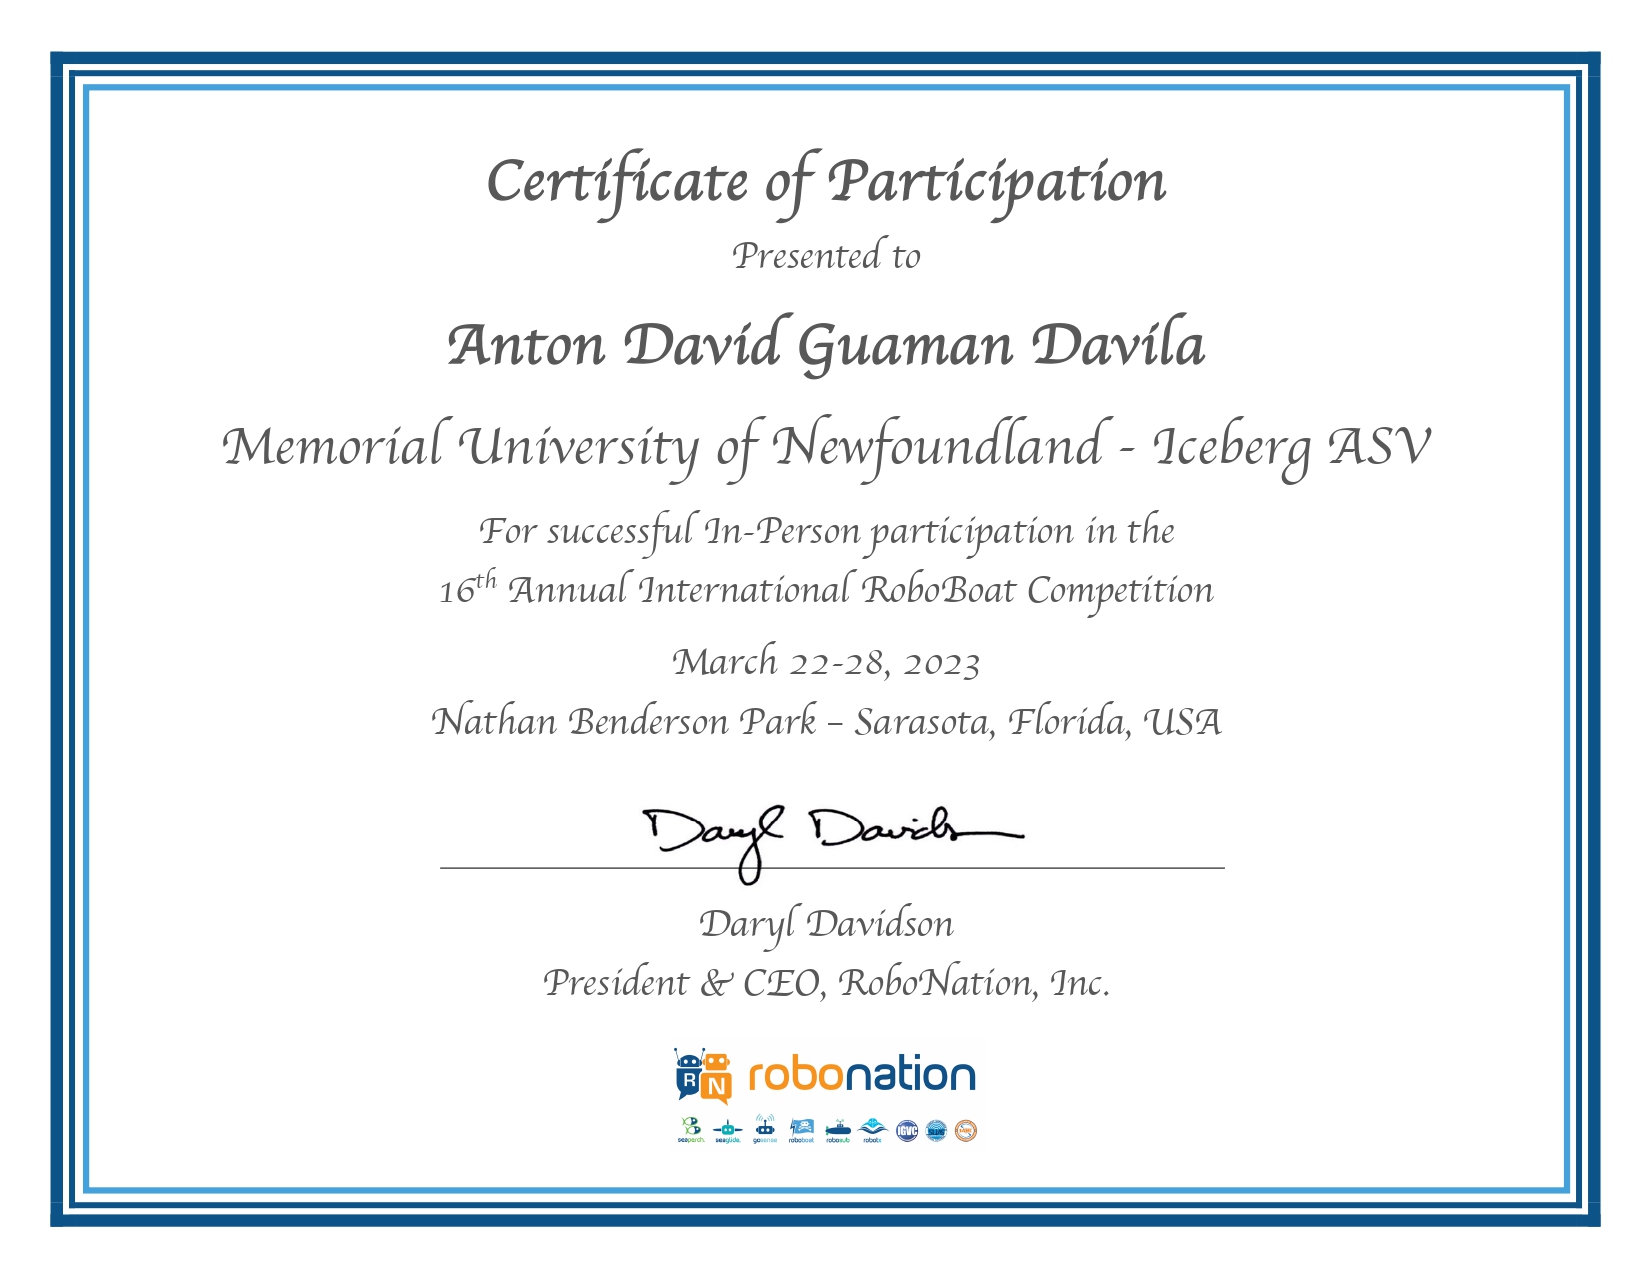 Certificate of Participation
Presented to
Anton David Guaman Davila
Memorial University of Newfoundland - Iceberg ASV
For successful In-Person participation in the
16th Annual International RoboBoat Competition
March 22-28, 2023
Nathan Benderson Park – Sarasota, Florida, USA
Daryl Davidson
Daryl Davidson
President & CEO, RoboNation, Inc.
RN robonation
seaperch. seaglide. gosense roboboat robosub robotx IGVC